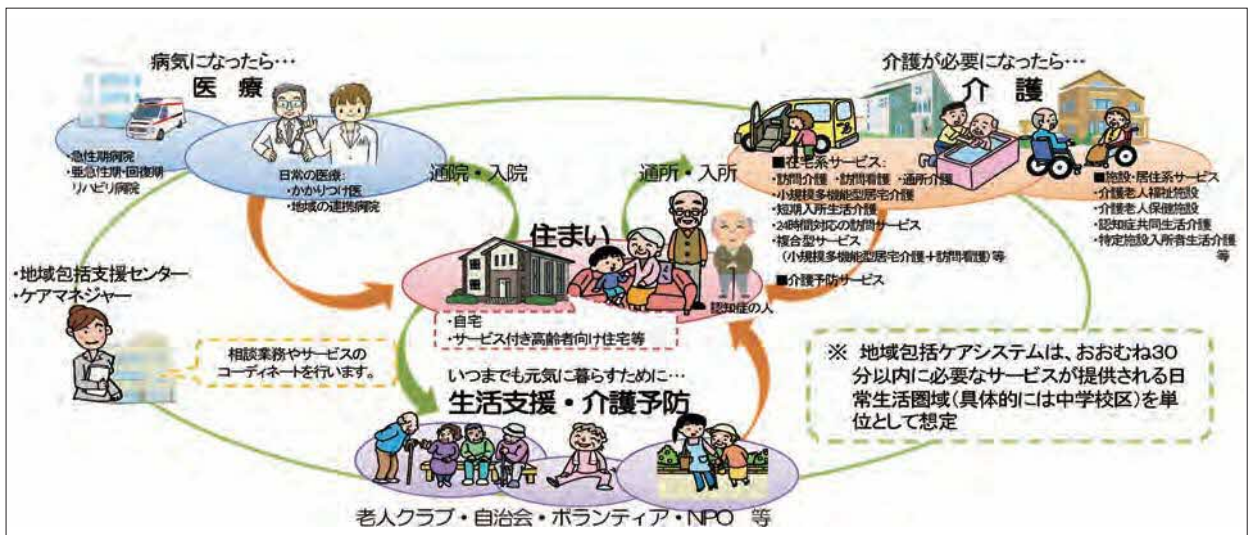 病気になったら…
医 療
・急性期病院
・亜急性期・回復期
リハビリ病院
日常の医療：
・かかりつけ医
・地域の連携病院
通院・入院
通所・入所
介護が必要になったら…
介 護
■在宅系サービス：
・訪問介護 ・訪問看護 ・通所介護
・小規模多機能型居宅介護
・短期入所生活介護
・24時間対応の訪問サービス
・複合型サービス
（小規模多機能型居宅介護＋訪問看護）等
■介護予防サービス
■施設・居住系サービス
・介護老人福祉施設
・介護老人保健施設
・認知症共同生活介護
・特定施設入所者生活介護
等
住まい
認知症の人
・自宅
・サービス付き高齢者向け住宅等
・地域包括支援センター
・ケアマネジャー
相談業務やサービスの
コーディネートを行います。
いつまでも元気に暮らすために…
生活支援・介護予防
老人クラブ・自治会・ボランティア・NPO 等
※ 地域包括ケアシステムは、おおむね30
分以内に必要なサービスが提供される日
常生活圏域（具体的には中学校区）を単
位として想定